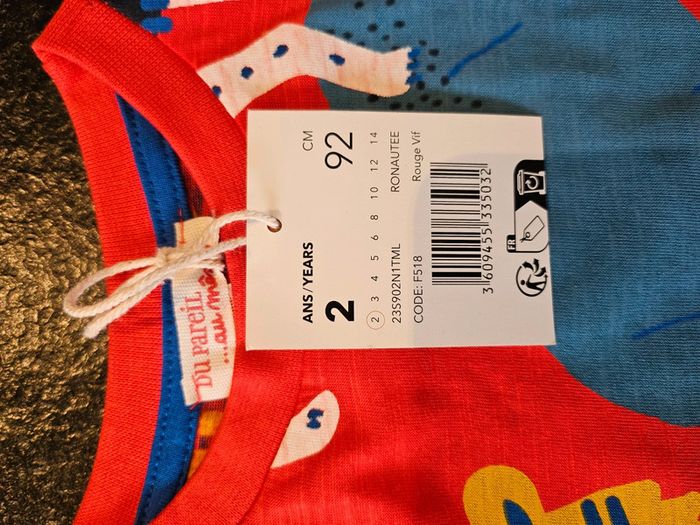 ANS/YEARS CM
2 92
2 3 4 5 6 8 10 12 14
23S902N1TML RONAUTEE
CODE: F518 Rouge Vif
3 609455 335032
FR
DU PAREIL
...au mê